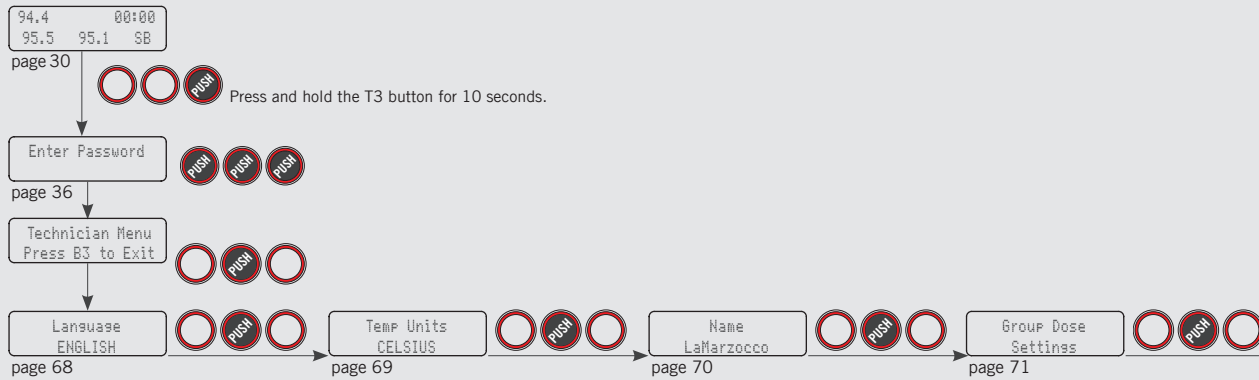 94.4 00:00
95.5 95.1 SB
page 30
PUSH
Press and hold the T3 button for 10 seconds.
Enter Password
PUSH PUSH PUSH
page 36
Technician Menu
Press B3 to Exit
PUSH
Language
ENGLISH
PUSH
page 68
Temp Units
CELSIUS
PUSH
page 69
Name
LaMarzocco
PUSH
page 70
Group Dose
Settings
PUSH
page 71